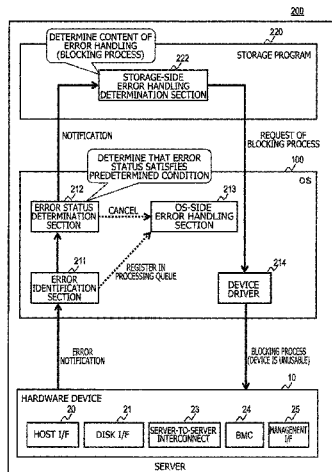 200
220
STORAGE PROGRAM
DETERMINE CONTENT OF
ERROR HANDLING
(BLOCKING PROCESS)
222
STORAGE-SIDE
ERROR HANDLING
DETERMINATION SECTION
NOTIFICATION
REQUEST OF
BLOCKING PROCESS
DETERMINE THAT ERROR
STATUS SATISFIES
PREDETERMINED CONDITION
100
OS
212
ERROR STATUS
DETERMINATION
SECTION
CANCEL
213
OS-SIDE
ERROR HANDLING
SECTION
211
ERROR
IDENTIFICATION
SECTION
REGISTER IN
PROCESSING QUEUE
214
DEVICE
DRIVER
ERROR
NOTIFICATION
BLOCKING PROCESS
(DEVICE IS UNUSABLE)
10
HARDWARE DEVICE
20
HOST I/F
21
DISK I/F
23
SERVER-TO-SERVER
INTERCONNECT
24
BMC
25
MANAGEMENT
I/F
SERVER